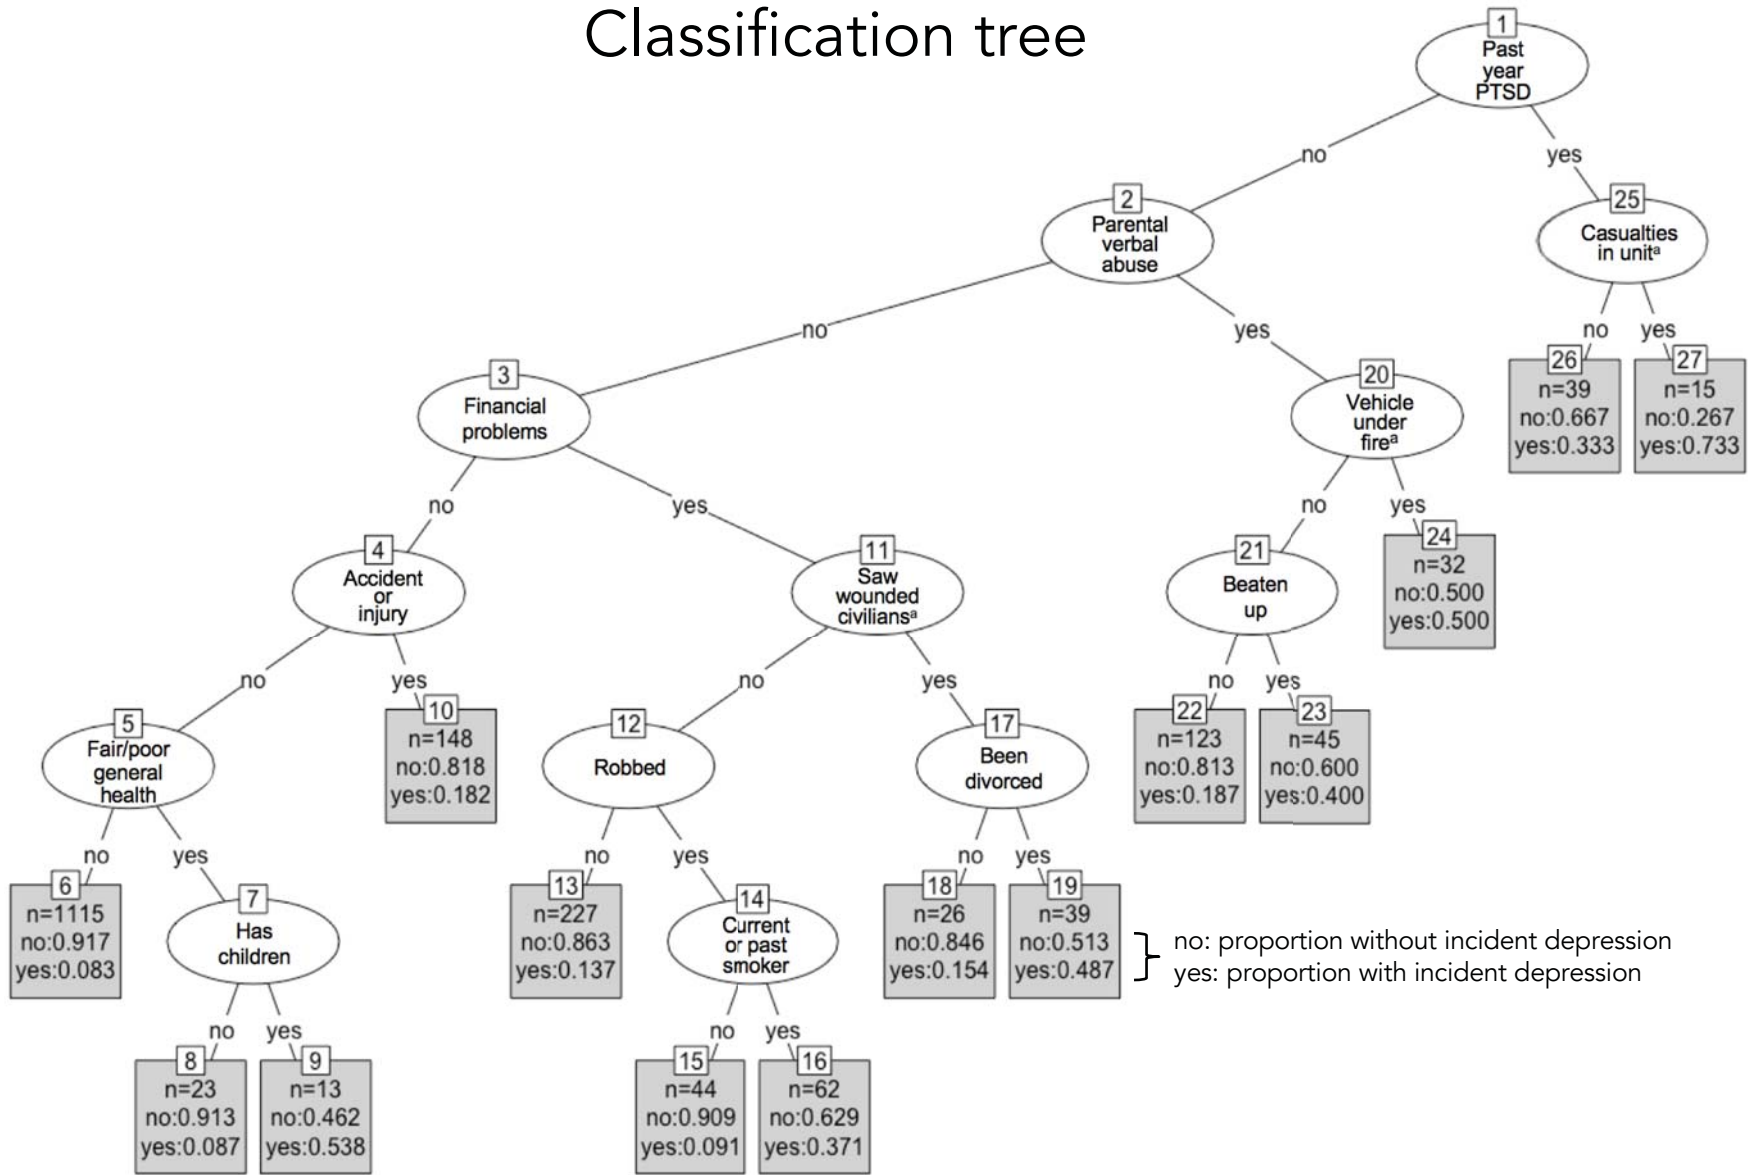 Classification tree
1
Past
year
PTSD
no
yes
2
Parental
verbal
abuse
25
Casualties
in unitᵃ
no
yes
no
yes
3
Financial
problems
20
Vehicle
under
fireᵃ
26
n=39
no:0.667
yes:0.333
27
n=15
no:0.267
yes:0.733
no
yes
no
yes
4
Accident
or
injury
11
Saw
wounded
civiliansᵃ
21
Beaten
up
24
n=32
no:0.500
yes:0.500
no
yes
no
yes
no
yes
5
Fair/poor
general
health
10
n=148
no:0.818
yes:0.182
12
Robbed
17
Been
divorced
22
n=123
no:0.813
yes:0.187
23
n=45
no:0.600
yes:0.400
no
yes
no
yes
no
yes
6
n=1115
no:0.917
yes:0.083
7
Has
children
13
n=227
no:0.863
yes:0.137
14
Current
or past
smoker
18
n=26
no:0.846
yes:0.154
19
n=39
no:0.513
yes:0.487
no: proportion without incident depression
yes: proportion with incident depression
no
yes
no
yes
8
n=23
no:0.913
yes:0.087
9
n=13
no:0.462
yes:0.538
15
n=44
no:0.909
yes:0.091
16
n=62
no:0.629
yes:0.371